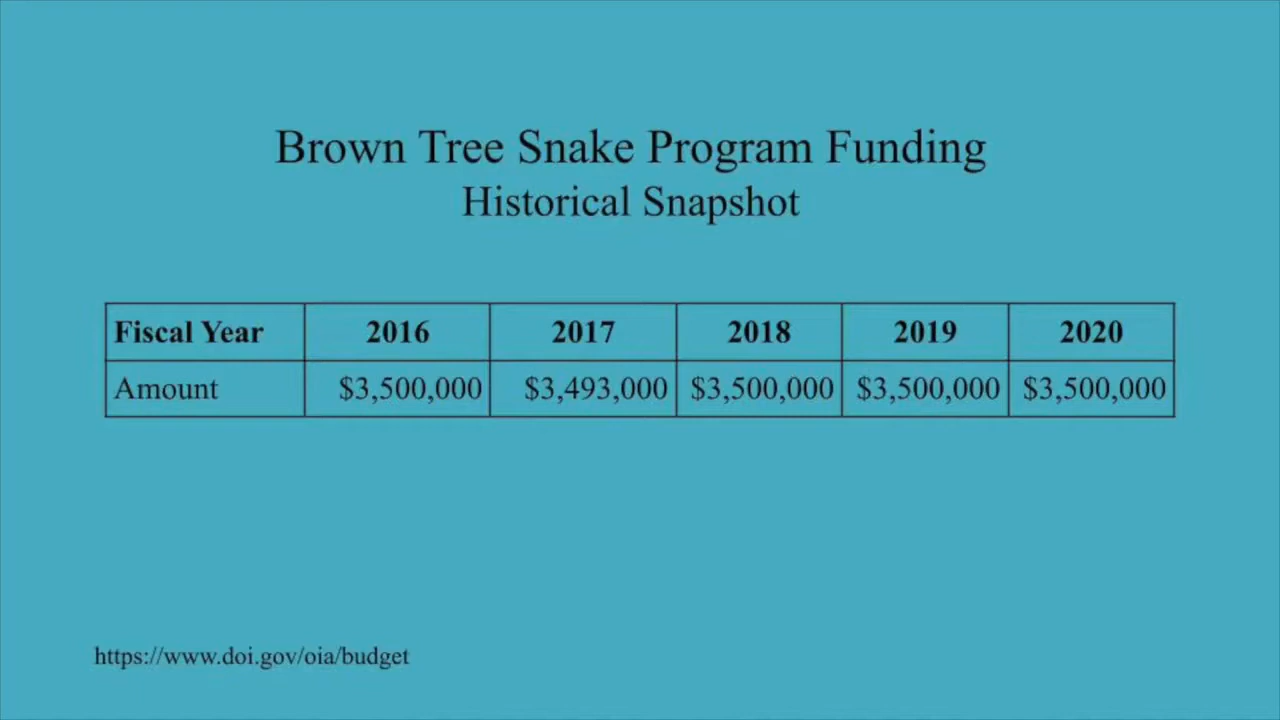 Brown Tree Snake Program Funding
Historical Snapshot
Fiscal Year 2016 2017 2018 2019 2020
Amount $3,500,000 $3,493,000 $3,500,000 $3,500,000 $3,500,000
https://www.doi.gov/oia/budget